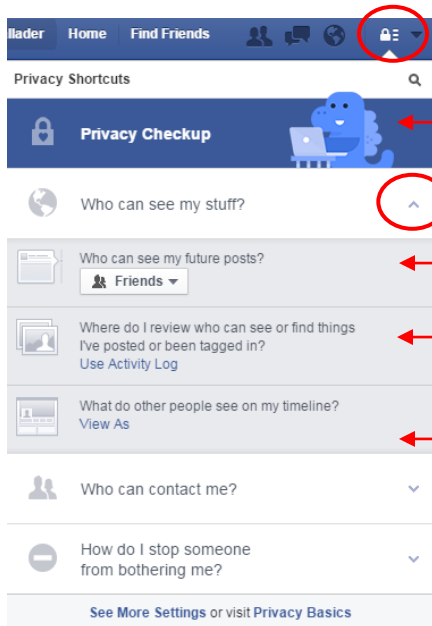 llader Home Find Friends
Privacy Shortcuts
Privacy Checkup
Who can see my stuff?
Who can see my future posts?
Friends
Where do I review who can see or find things
I've posted or been tagged in?
Use Activity Log
What do other people see on my timeline?
View As
Who can contact me?
How do I stop someone
from bothering me?
See More Settings or visit Privacy Basics